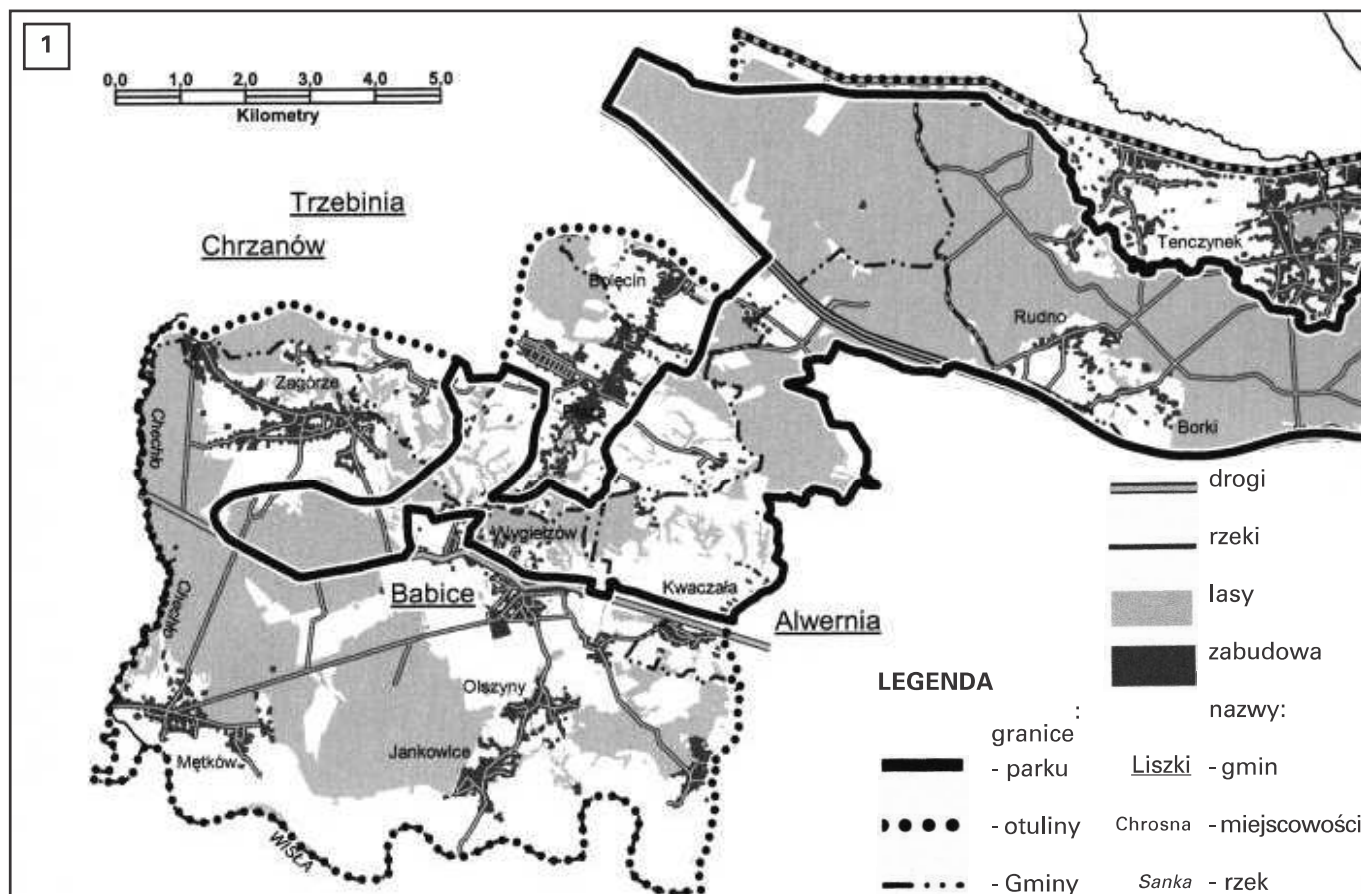 1
0,0 1,0 2,0 3,0 4,0 5,0
Kilometry
Trzebinia
Chrzanów
Bolęcin
Tenczynek
Rudno
Zagórze
Płaza
Chechło
Borki
Wygiełzów
Kwaczała
Chechło
Babice
Alwernia
Olszyny
Jankowice
Mętków
WISŁA
drogi
rzeki
lasy
zabudowa
LEGENDA
:
granice
- parku
- otuliny
- Gminy
nazwy:
Liszki - gmin
Chrosna - miejscowości
Sanka - rzek